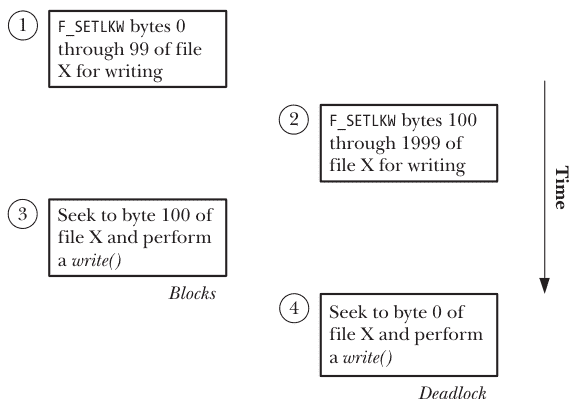 1
F_SETLKW bytes 0
through 99 of file
X for writing
2
F_SETLKW bytes 100
through 1999 of
file X for writing
Time
3
Seek to byte 100 of
file X and perform
a write()
Blocks
4
Seek to byte 0 of
file X and perform
a write()
Deadlock